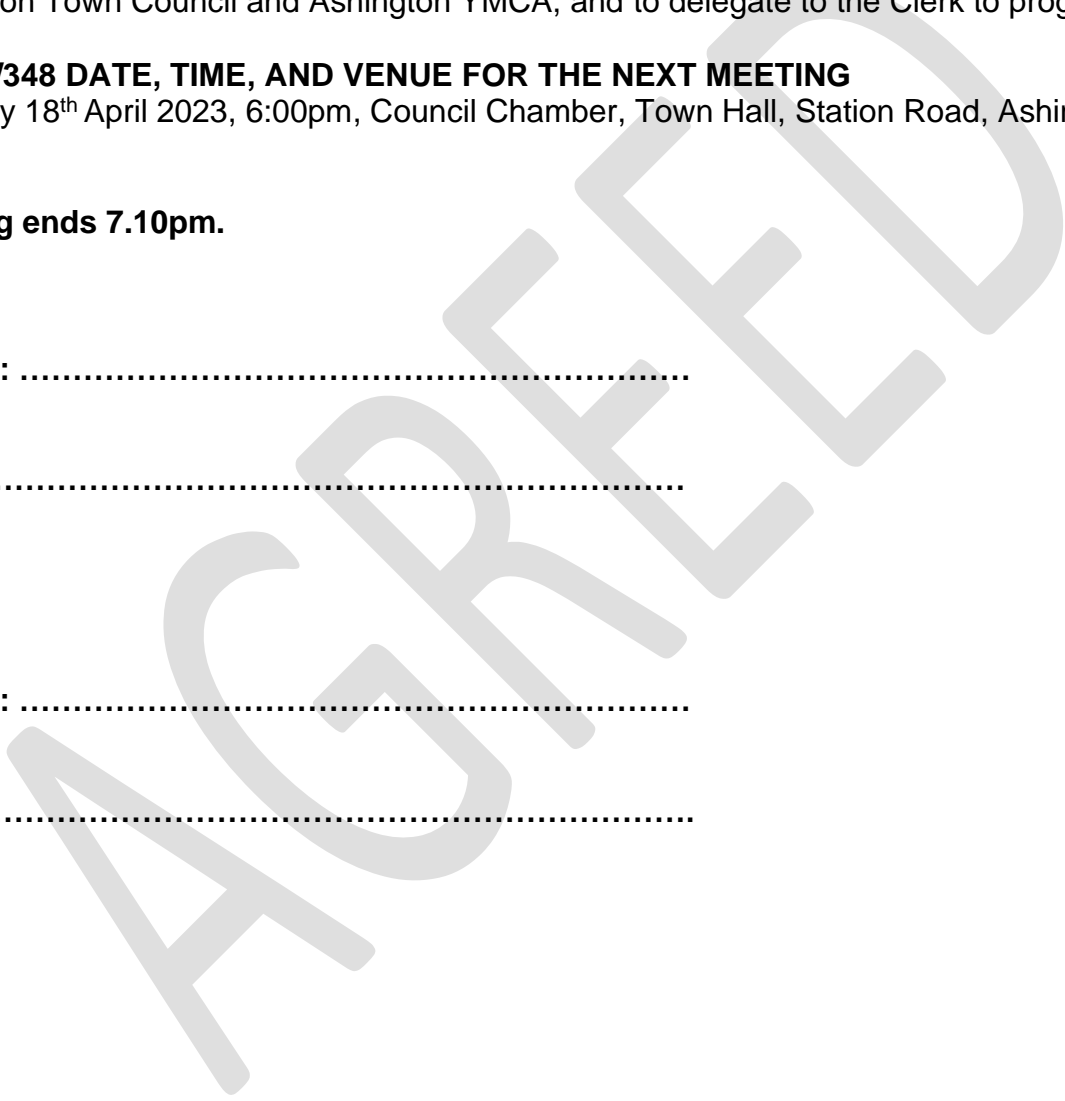 on Town Council and Ashington YMCA, and to delegate to the Clerk to prog
/348 DATE, TIME, AND VENUE FOR THE NEXT MEETING
y 18th April 2023, 6:00pm, Council Chamber, Town Hall, Station Road, Ashin
g ends 7.10pm.
: ……………………………………………………….
……………………………………………………….
: ……………………………………………………….
………………………………………………………..
AGREED